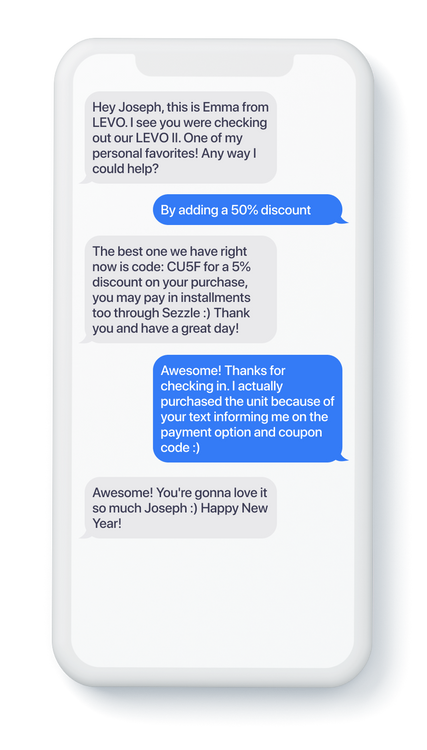 Hey Joseph, this is Emma from
LEVO. I see you were checking
out our LEVO II. One of my
personal favorites! Any way I
could help?
By adding a 50% discount
The best one we have right
now is code: CU5F for a 5%
discount on your purchase,
you may pay in installments
too through Sezzle :) Thank
you and have a great day!
Awesome! Thanks for
checking in. I actually
purchased the unit because of
your text informing me on the
payment option and coupon
code :)
Awesome! You're gonna love it
so much Joseph :) Happy New
Year!